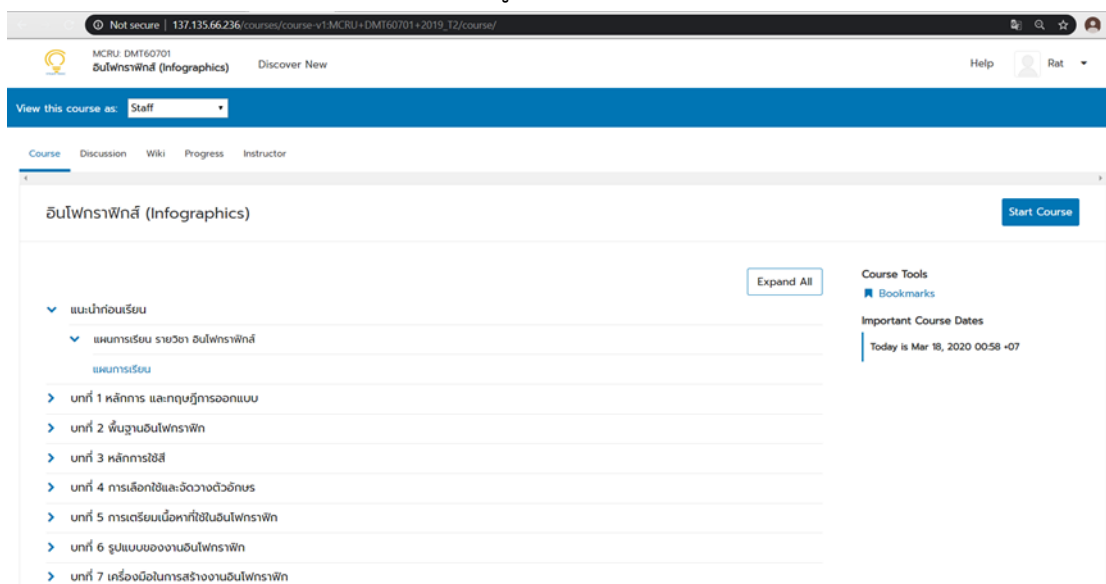 Not secure | 137.135.66.236/courses/course-v1:MCRU+DMT60701+2019_T2/course/
MCRU: DMT60701
อินโฟกราฟิกส์ (Infographics)
Discover New
Help
Rat
View this course as: Staff
Course Discussion Wiki Progress Instructor
อินโฟกราฟิกส์ (Infographics)
Start Course
Expand All
แนะนำก่อนเรียน
แผนการเรียน รายวิชา อินโฟกราฟิกส์
แผนการเรียน
บทที่ 1 หลักการ และทฤษฎีการออกแบบ
บทที่ 2 พื้นฐานอินโฟกราฟิก
บทที่ 3 หลักการใช้สี
บทที่ 4 การเลือกใช้และจัดวางตัวอักษร
บทที่ 5 การเตรียมเนื้อหาที่ใช้ในอินโฟกราฟิก
บทที่ 6 รูปแบบของงานอินโฟกราฟิก
บทที่ 7 เครื่องมือในการสร้างงานอินโฟกราฟิก
Course Tools
Bookmarks
Important Course Dates
Today is Mar 18, 2020 00:58 +07